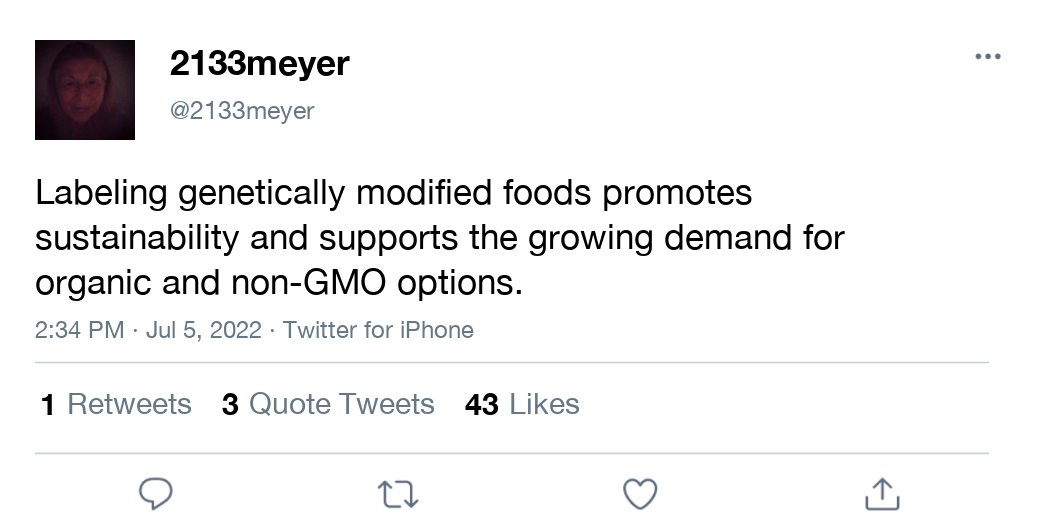 2133meyer
@2133meyer
Labeling genetically modified foods promotes
sustainability and supports the growing demand for
organic and non-GMO options.
2:34 PM · Jul 5, 2022 · Twitter for iPhone
1 Retweets 3 Quote Tweets 43 Likes